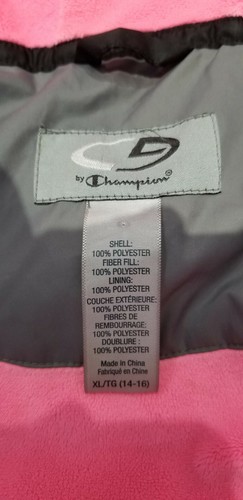 C9
by Champion®
SHELL:
100% POLYESTER
FIBER FILL:
100% POLYESTER
LINING:
100% POLYESTER
COUCHE EXTÉRIEURE:
100% POLYESTER
FIBRES DE
REMBOURRAGE:
100% POLYESTER
DOUBLURE :
100% POLYESTER
Made in China
Fabriqué en Chine
XL/TG (14-16)